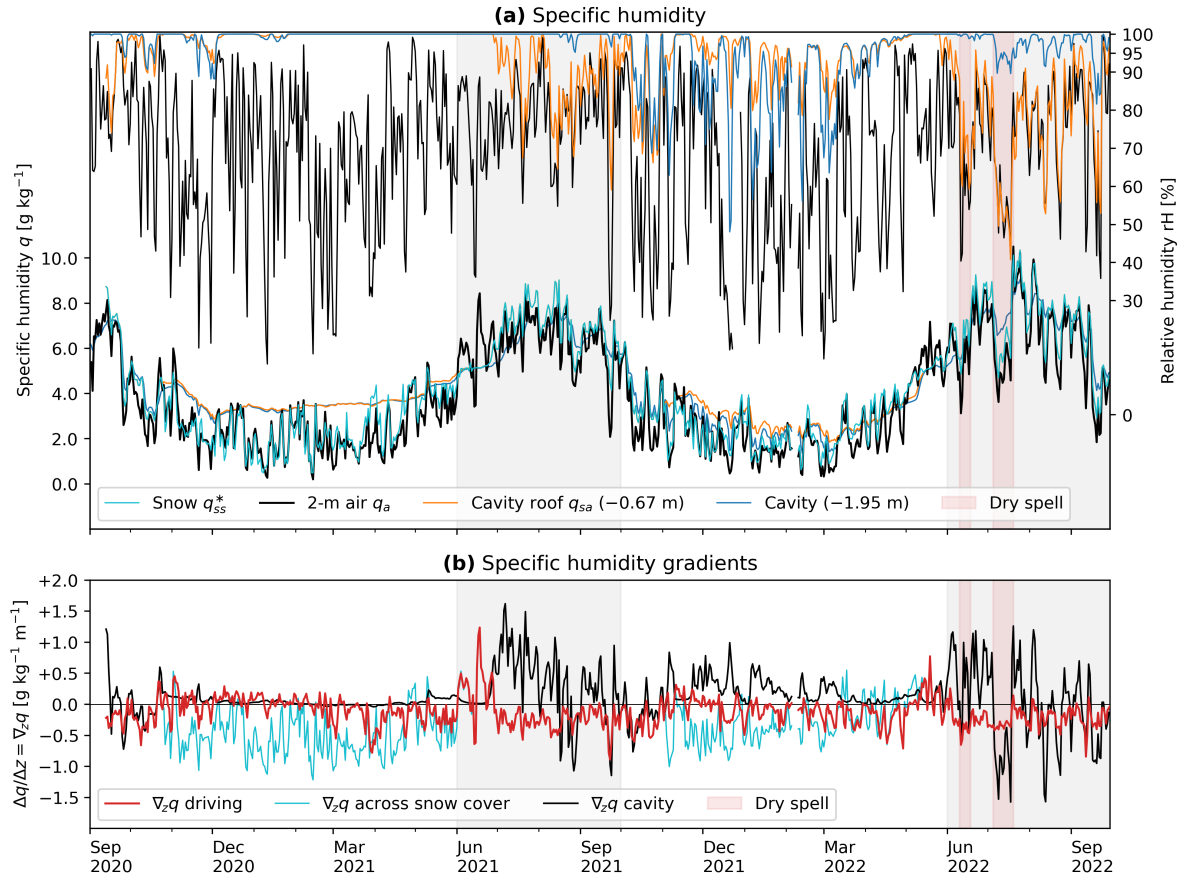 (a) Specific humidity
Specific humidity q [g kg⁻¹]
10.0
8.0
6.0
4.0
2.0
0.0
100
95
90
80
70
60
50
40
30
0
Relative humidity rH [%]
Snow q*ss
2-m air qa
Cavity roof qsa (−0.67 m)
Cavity (−1.95 m)
Dry spell
(b) Specific humidity gradients
Δq/Δz = ∇zq [g kg⁻¹ m⁻¹]
+2.0
+1.5
+1.0
+0.5
0.0
−0.5
−1.0
−1.5
∇zq driving
∇zq across snow cover
∇zq cavity
Dry spell
Sep Dec Mar Jun Sep Dec Mar Jun Sep
2020 2020 2021 2021 2021 2021 2022 2022 2022